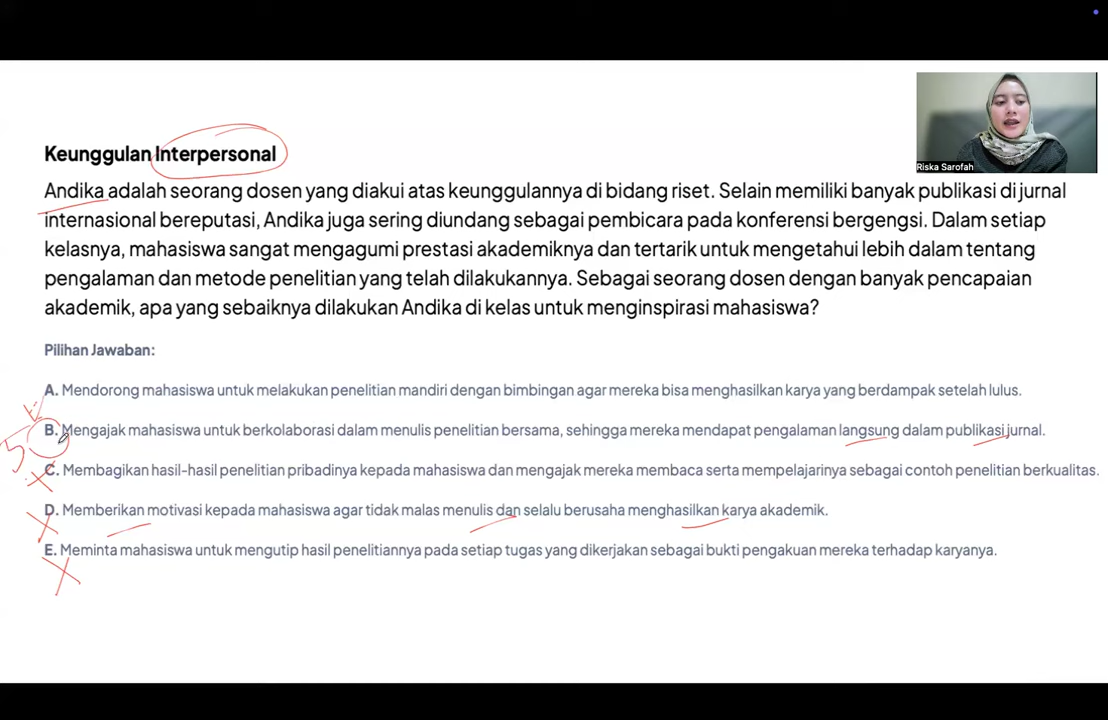 Riska Sarofah
Keunggulan Interpersonal
Andika adalah seorang dosen yang diakui atas keunggulannya di bidang riset. Selain memiliki banyak publikasi di jurnal
internasional bereputasi, Andika juga sering diundang sebagai pembicara pada konferensi bergengsi. Dalam setiap
kelasnya, mahasiswa sangat mengagumi prestasi akademiknya dan tertarik untuk mengetahui lebih dalam tentang
pengalaman dan metode penelitian yang telah dilakukannya. Sebagai seorang dosen dengan banyak pencapaian
akademik, apa yang sebaiknya dilakukan Andika di kelas untuk menginspirasi mahasiswa?
Pilihan Jawaban:
A. Mendorong mahasiswa untuk melakukan penelitian mandiri dengan bimbingan agar mereka bisa menghasilkan karya yang berdampak setelah lulus.
5 B. Mengajak mahasiswa untuk berkolaborasi dalam menulis penelitian bersama, sehingga mereka mendapat pengalaman langsung dalam publikasi jurnal.
C. Membagikan hasil-hasil penelitian pribadinya kepada mahasiswa dan mengajak mereka membaca serta mempelajarinya sebagai contoh penelitian berkualitas.
D. Memberikan motivasi kepada mahasiswa agar tidak malas menulis dan selalu berusaha menghasilkan karya akademik.
E. Meminta mahasiswa untuk mengutip hasil penelitiannya pada setiap tugas yang dikerjakan sebagai bukti pengakuan mereka terhadap karyanya.